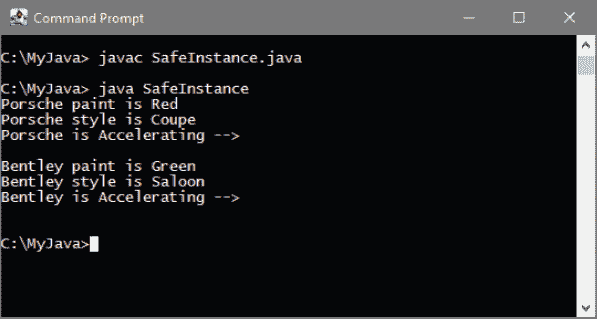 Command Prompt
C:\MyJava> javac SafeInstance.java
C:\MyJava> java SafeInstance
Porsche paint is Red
Porsche style is Coupe
Porsche is Accelerating -->
Bentley paint is Green
Bentley style is Saloon
Bentley is Accelerating -->
C:\MyJava>